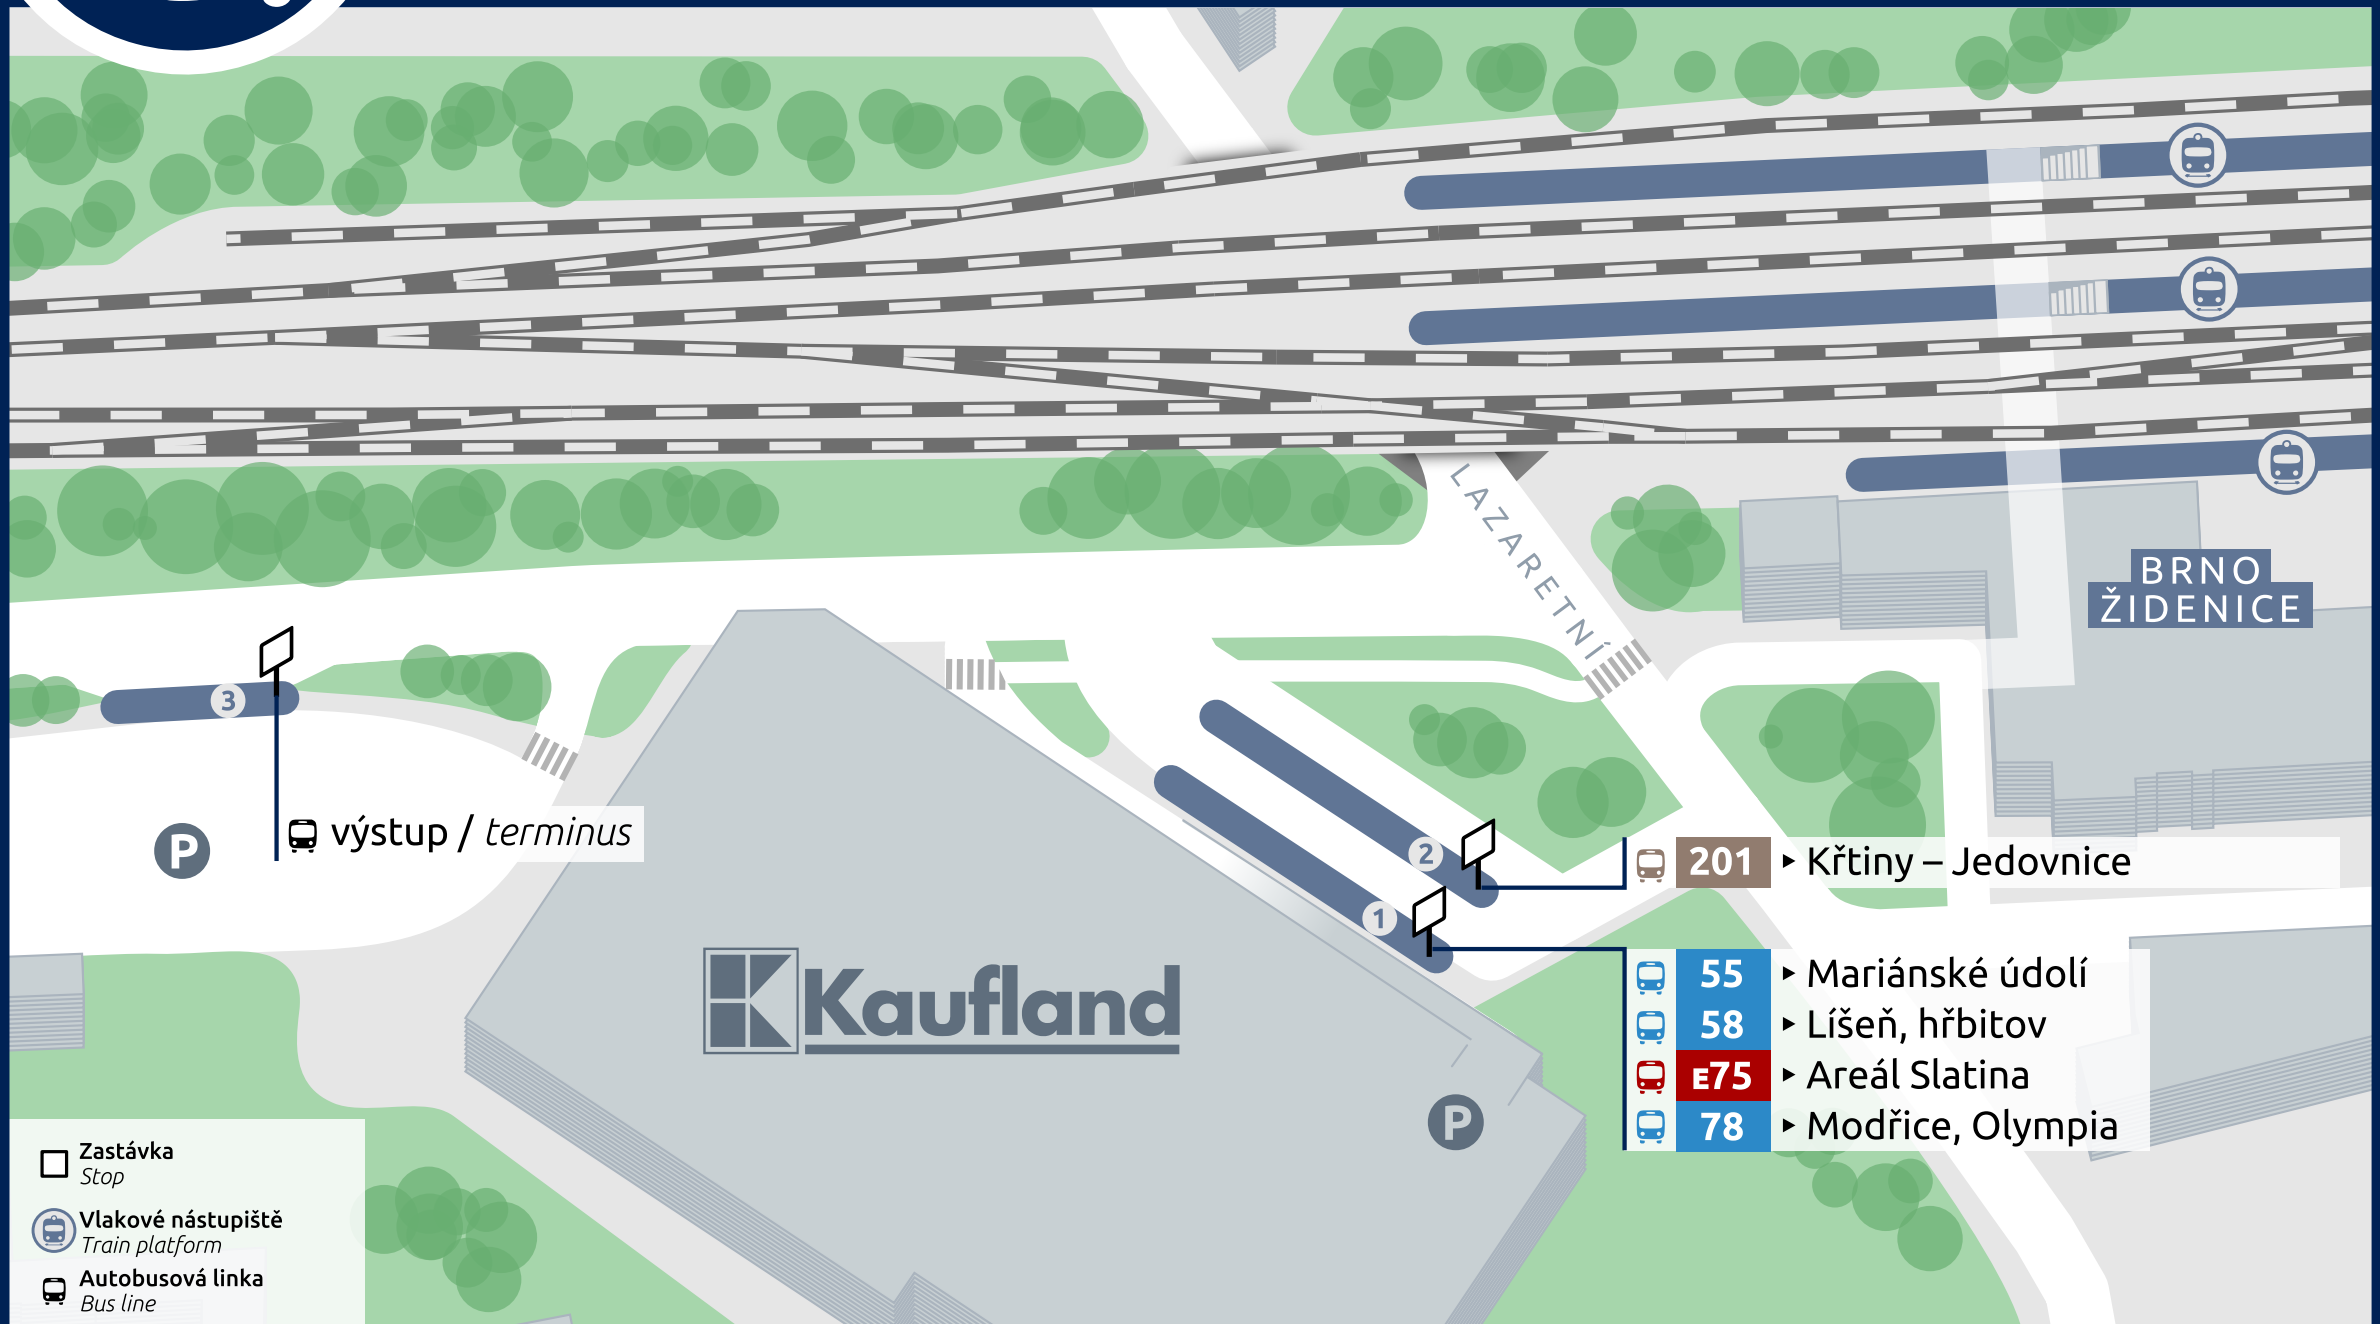 LAZARETNÍ
BRNO
ŽIDENICE
3
výstup / terminus
P
2
201 Křtiny – Jedovnice
1
55 Mariánské údolí
58 Líšeň, hřbitov
E75 Areál Slatina
78 Modřice, Olympia
Kaufland
P
Zastávka
Stop
Vlakové nástupiště
Train platform
Autobusová linka
Bus line